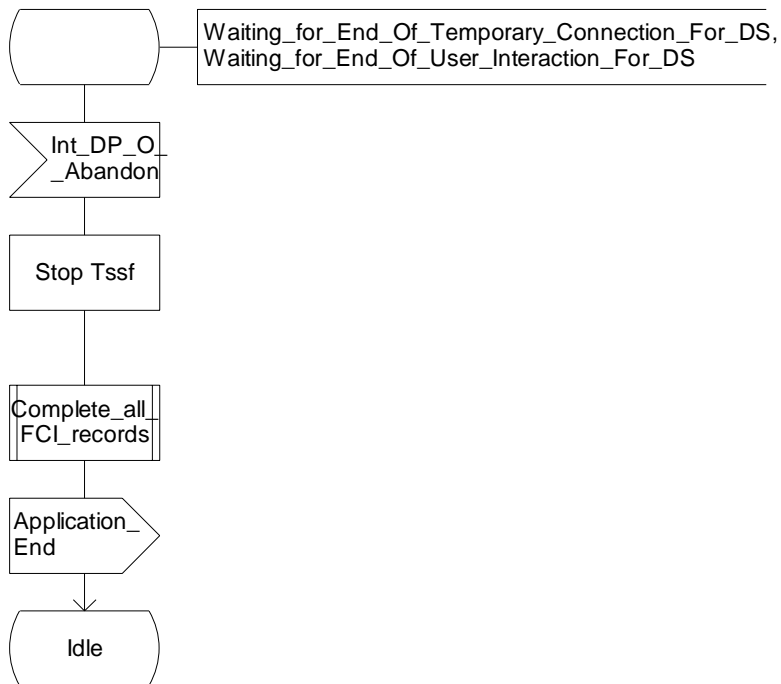 Waiting_for_End_Of_Temporary_Connection_For_DS,
Waiting_for_End_Of_User_Interaction_For_DS
Int_DP_O_
_Abandon
Stop Tssf
Complete_all_
FCI_records
Application_
End
Idle